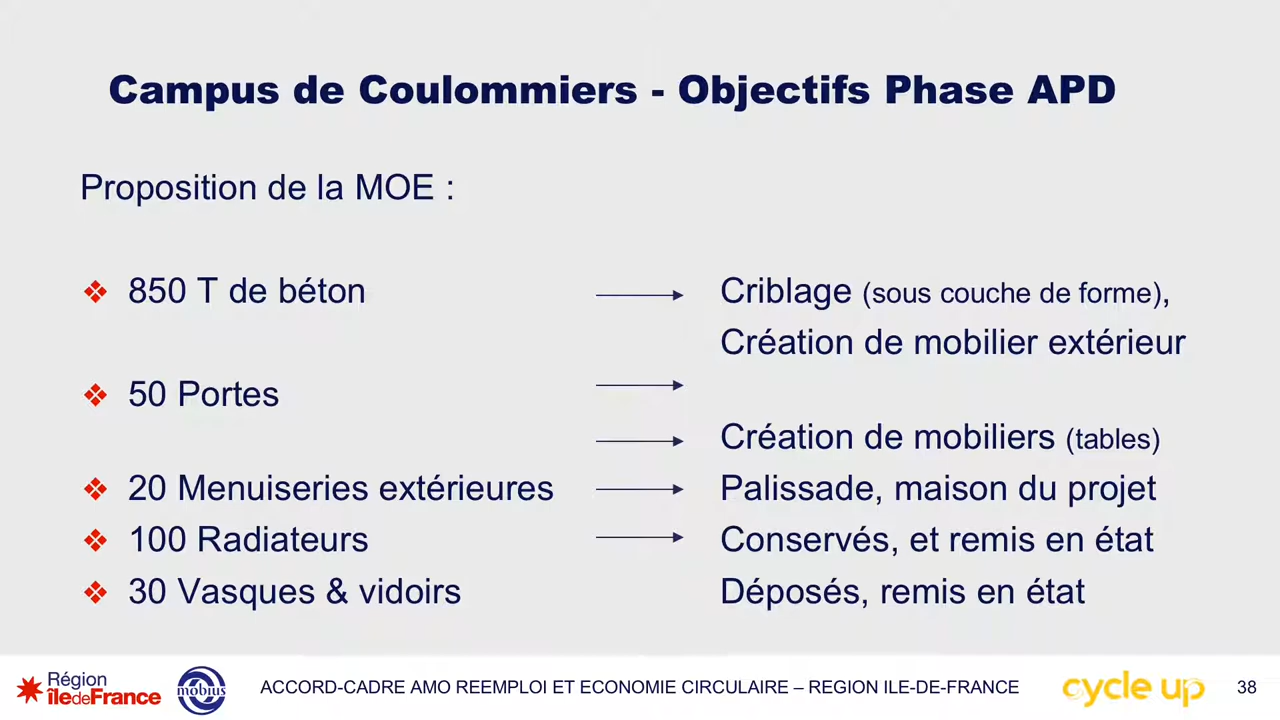 Campus de Coulommiers - Objectifs Phase APD
Proposition de la MOE :
850 T de béton
Criblage (sous couche de forme),
Création de mobilier extérieur
50 Portes
Création de mobiliers (tables)
20 Menuiseries extérieures
Palissade, maison du projet
100 Radiateurs
Conservés, et remis en état
30 Vasques & vidoirs
Déposés, remis en état
Région
îledeFrance
mobius
ACCORD-CADRE AMO REEMPLOI ET ECONOMIE CIRCULAIRE – REGION ILE-DE-FRANCE
cycle up
38